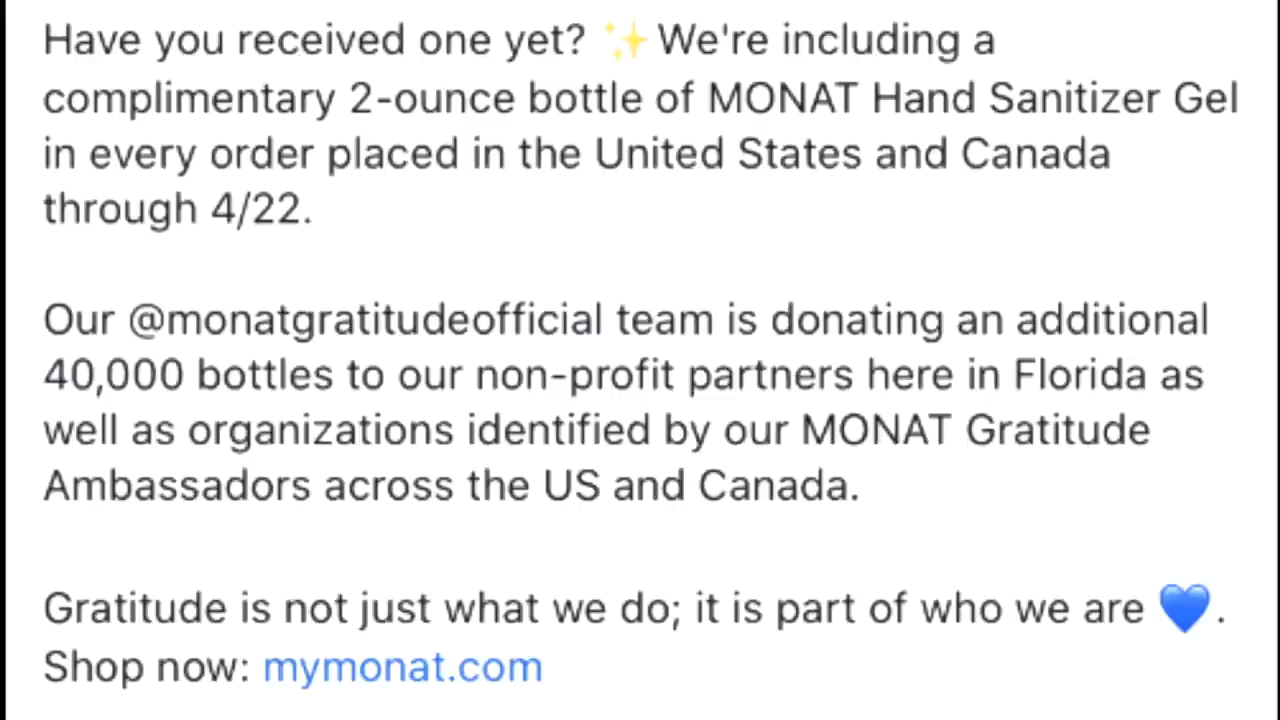 Have you received one yet? ✨ We're including a
complimentary 2-ounce bottle of MONAT Hand Sanitizer Gel
in every order placed in the United States and Canada
through 4/22.
Our @monatgratitudeofficial team is donating an additional
40,000 bottles to our non-profit partners here in Florida as
well as organizations identified by our MONAT Gratitude
Ambassadors across the US and Canada.
Gratitude is not just what we do; it is part of who we are 💙.
Shop now: mymonat.com